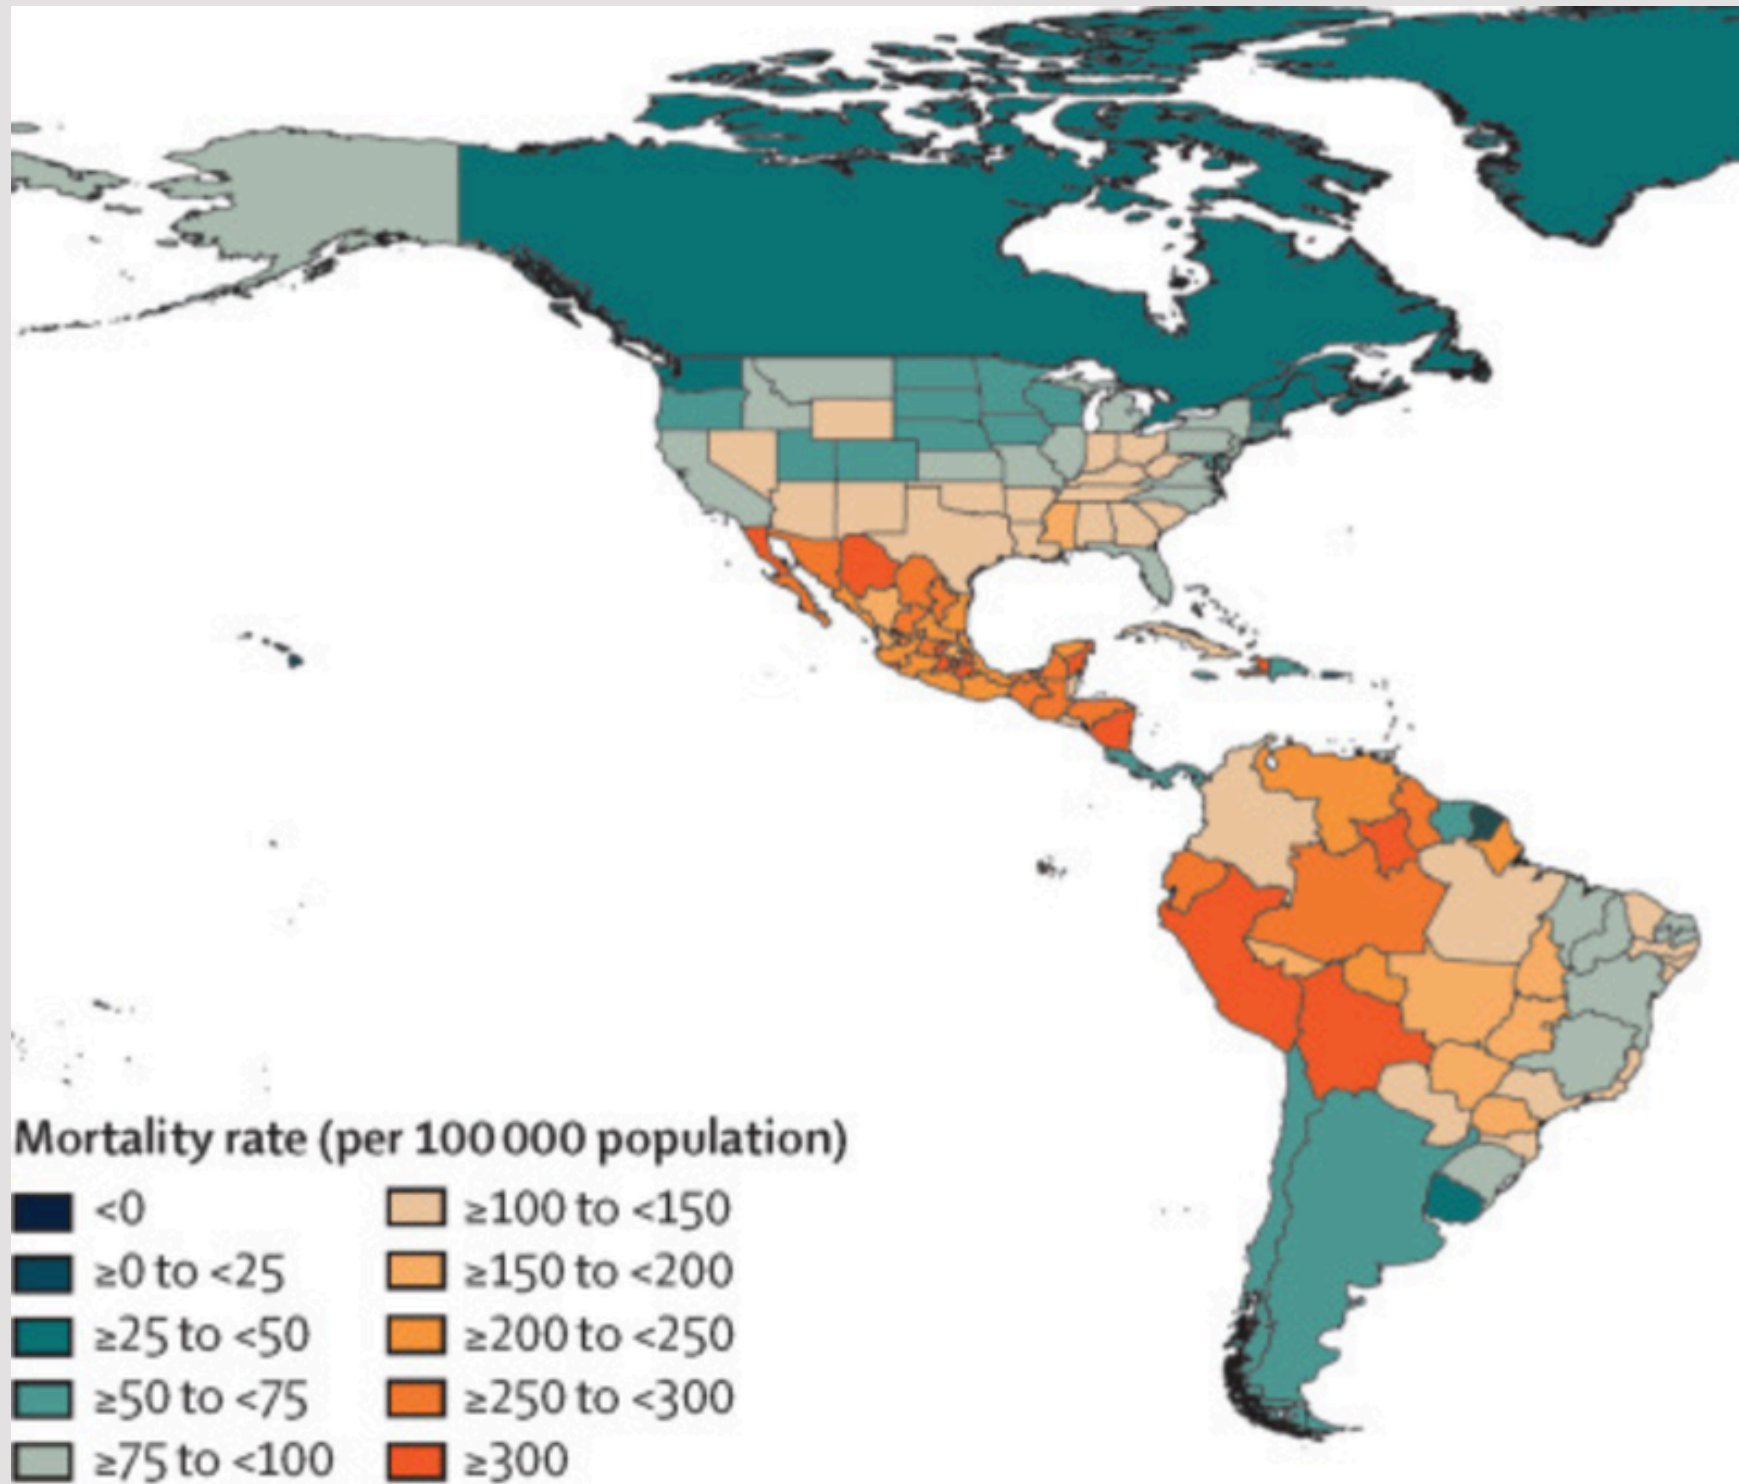 Mortality rate (per 100 000 population)
<0
≥0 to <25
≥25 to <50
≥50 to <75
≥75 to <100
≥100 to <150
≥150 to <200
≥200 to <250
≥250 to <300
≥300